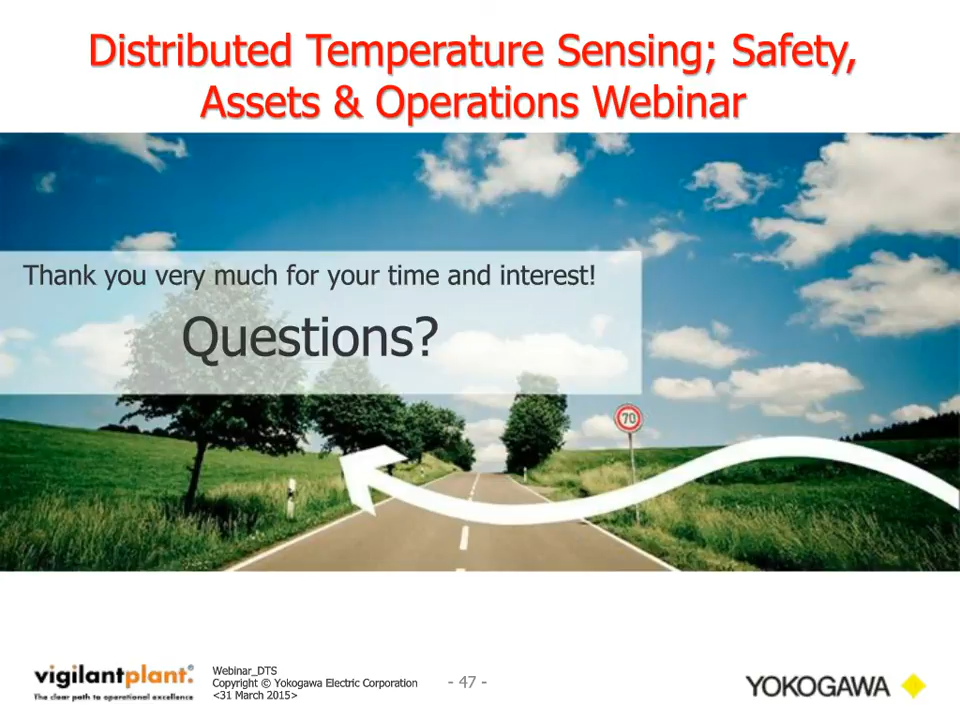 Distributed Temperature Sensing; Safety,
Assets & Operations Webinar
Thank you very much for your time and interest!
Questions?
70
vigilantplant.®
The clear path to operational excellence
Webinar_DTS
Copyright © Yokogawa Electric Corporation
<31 March 2015>
- 47 -
YOKOGAWA